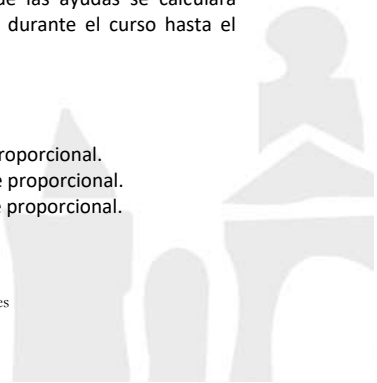 de las ayudas se calculará
durante el curso hasta el
proporcional.
e proporcional.
e proporcional.
es